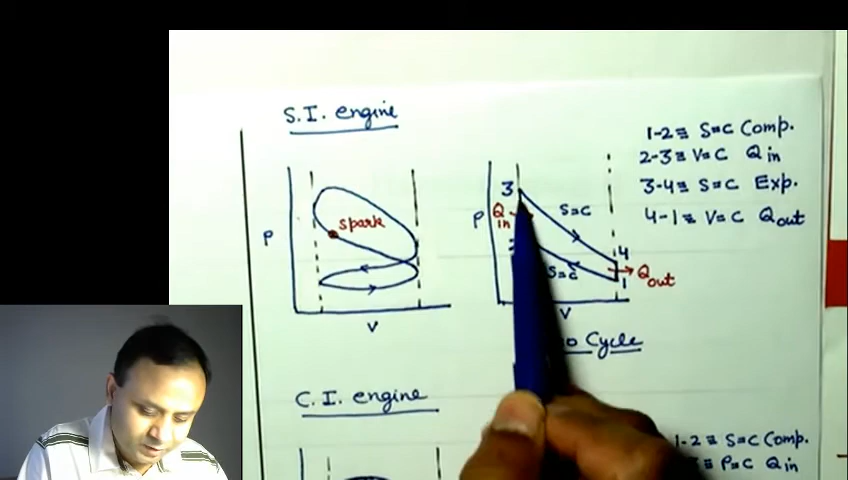 S.I. engine
1-2 ≡ S=C Comp.
2-3 ≡ V=C Q in
3-4 ≡ S=C Exp.
4-1 ≡ V=C Q out
P
spark
V
P
3
Q in
S=C
4
S=C
1
Q out
V
Cycle
C.I. engine
1-2 ≡ S=C Comp.
P=C Q in